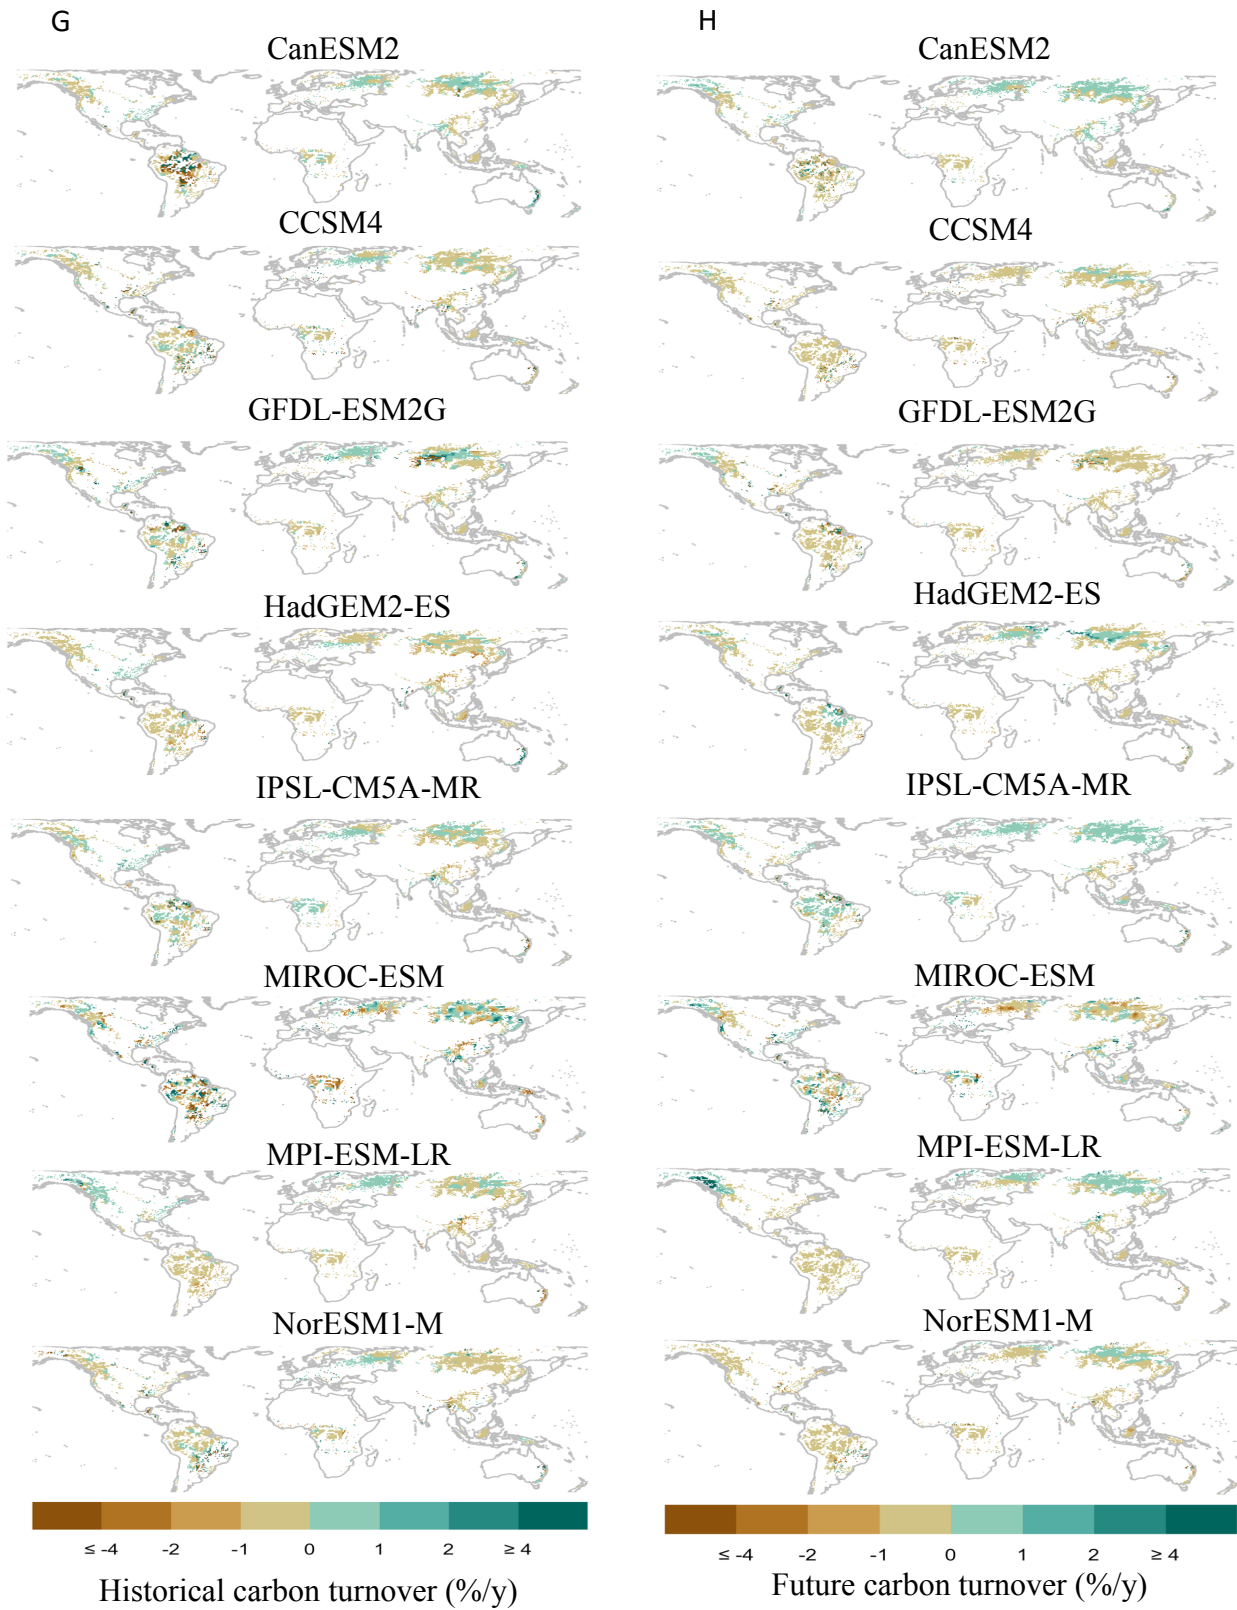 G
H
CanESM2
CanESM2
CCSM4
CCSM4
GFDL-ESM2G
GFDL-ESM2G
HadGEM2-ES
HadGEM2-ES
IPSL-CM5A-MR
IPSL-CM5A-MR
MIROC-ESM
MIROC-ESM
MPI-ESM-LR
MPI-ESM-LR
NorESM1-M
NorESM1-M
≤ -4 -2 -1 0 1 2 ≥ 4
≤ -4 -2 -1 0 1 2 ≥ 4
Historical carbon turnover (%/y)
Future carbon turnover (%/y)